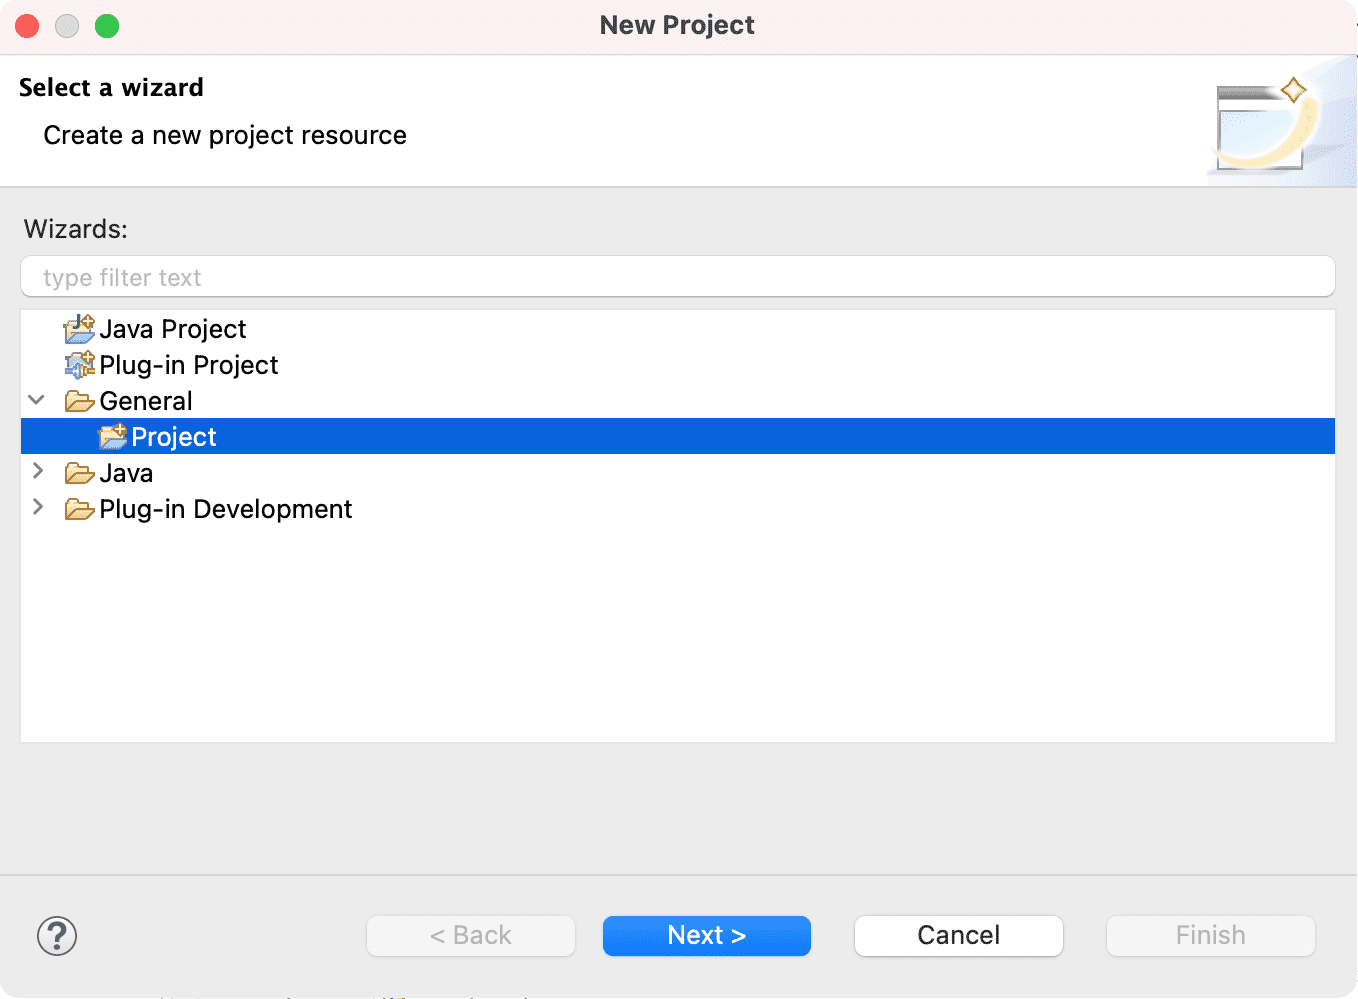 New Project
Select a wizard
Create a new project resource
Wizards:
type filter text
Java Project
Plug-in Project
General
Project
Java
Plug-in Development
?
< Back
Next >
Cancel
Finish